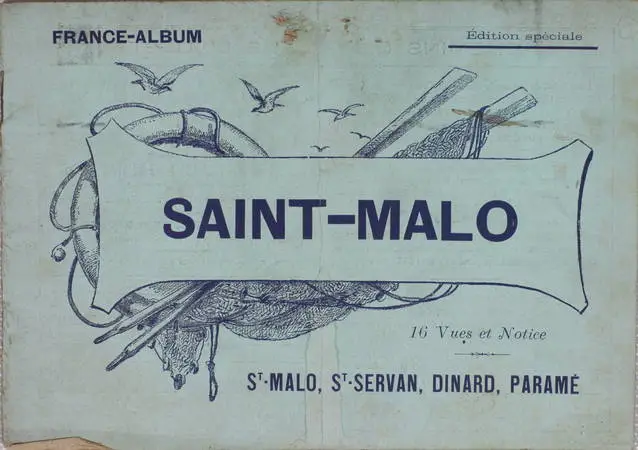 FRANCE-ALBUM
Édition spéciale
SAINT-MALO
16 Vues et Notice
ST-MALO, ST-SERVAN, DINARD, PARAMÉ